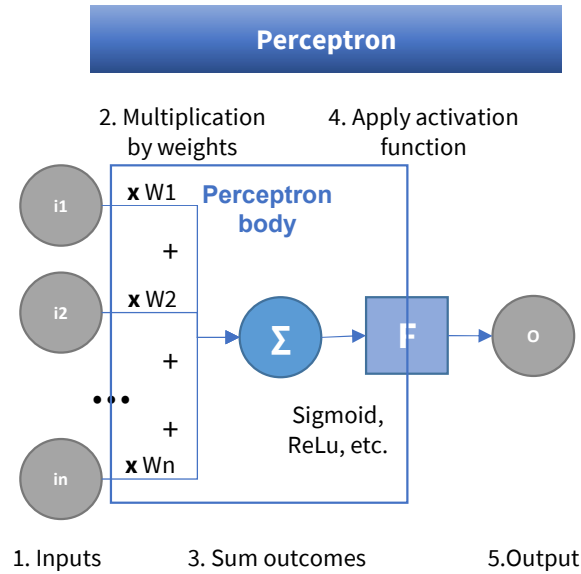 Perceptron
2. Multiplication
by weights
4. Apply activation
function
i1
x W1
Perceptron
body
+
i2
x W2
Σ
F
O
+
...
+
Sigmoid,
ReLu, etc.
in
x Wn
1. Inputs
3. Sum outcomes
5.Output